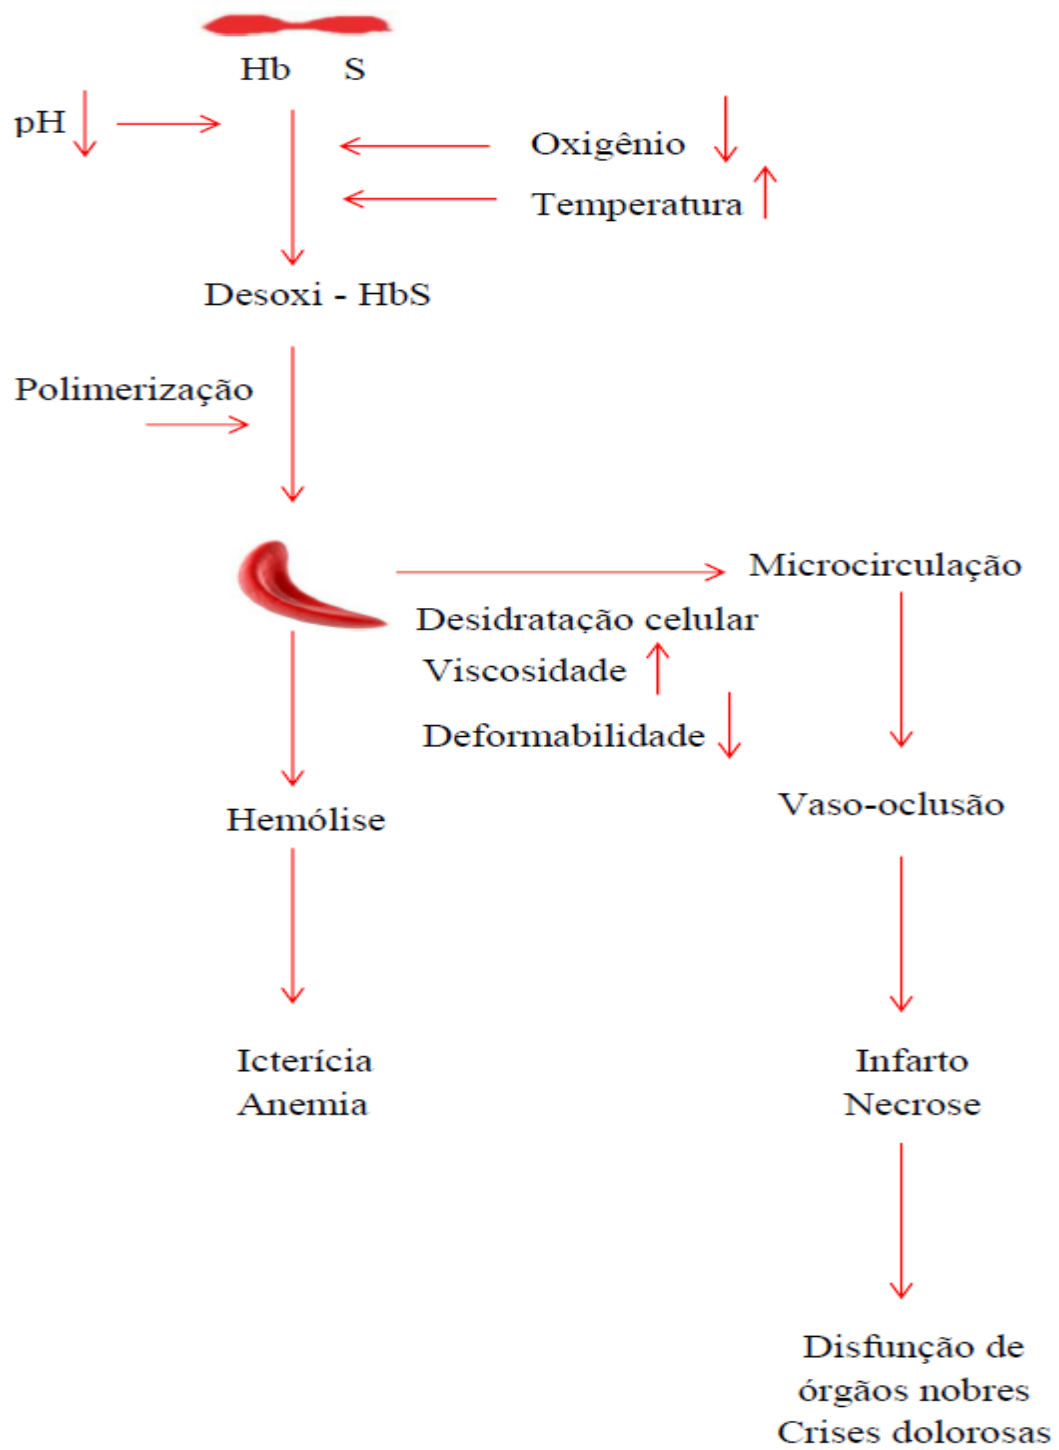 Hb S
pH
Oxigênio
Temperatura
Desoxi - HbS
Polimerização
Microcirculação
Desidratação celular
Viscosidade
Deformabilidade
Vaso-oclusão
Hemólise
Icterícia
Anemia
Infarto
Necrose
Disfunção de
órgãos nobres
Crises dolorosas